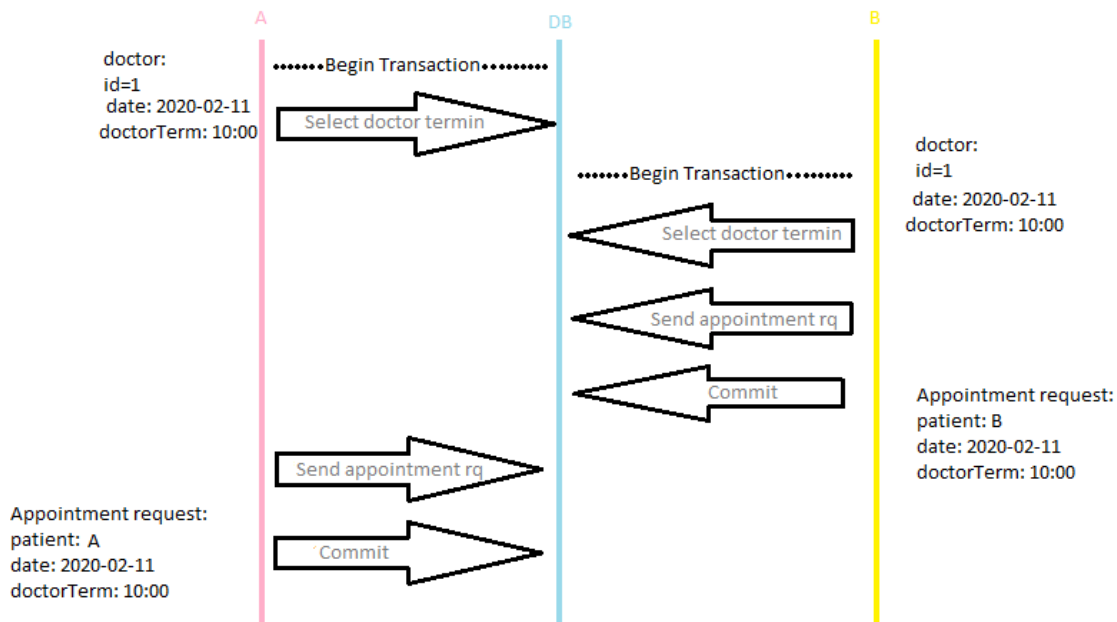 A
DB
B
doctor:
id=1
date: 2020-02-11
doctorTerm: 10:00
Begin Transaction
Select doctor termin
doctor:
id=1
date: 2020-02-11
doctorTerm: 10:00
Begin Transaction
Select doctor termin
Send appointment rq
Commit
Appointment request:
patient: B
date: 2020-02-11
doctorTerm: 10:00
Send appointment rq
Appointment request:
patient: A
date: 2020-02-11
doctorTerm: 10:00
Commit